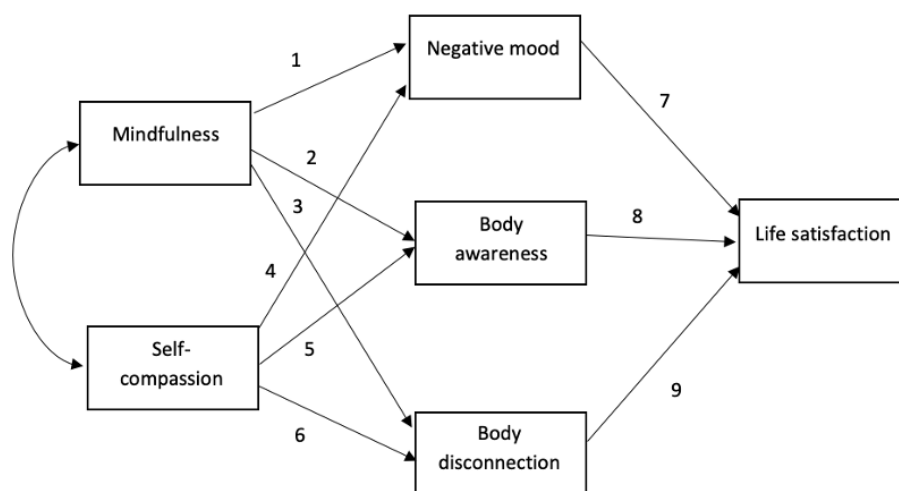 Negative mood
1
7
Mindfulness
2
3
Body
awareness
8
Life satisfaction
4
5
Self-
compassion
9
6
Body
disconnection